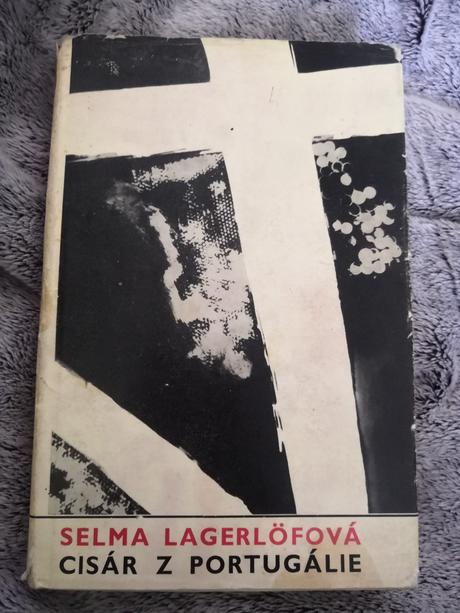 SELMA LAGERLÖFOVÁ
CISÁR Z PORTUGÁLIE